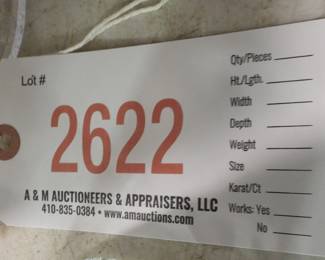 Lot #
2622
A & M AUCTIONEERS & APPRAISERS, LLC
410-835-0384 • www.amauctions.com
Qty/Pieces
Ht./Lgth.
Width
Depth
Weight
Size
Karat/Ct
Works: Yes
No